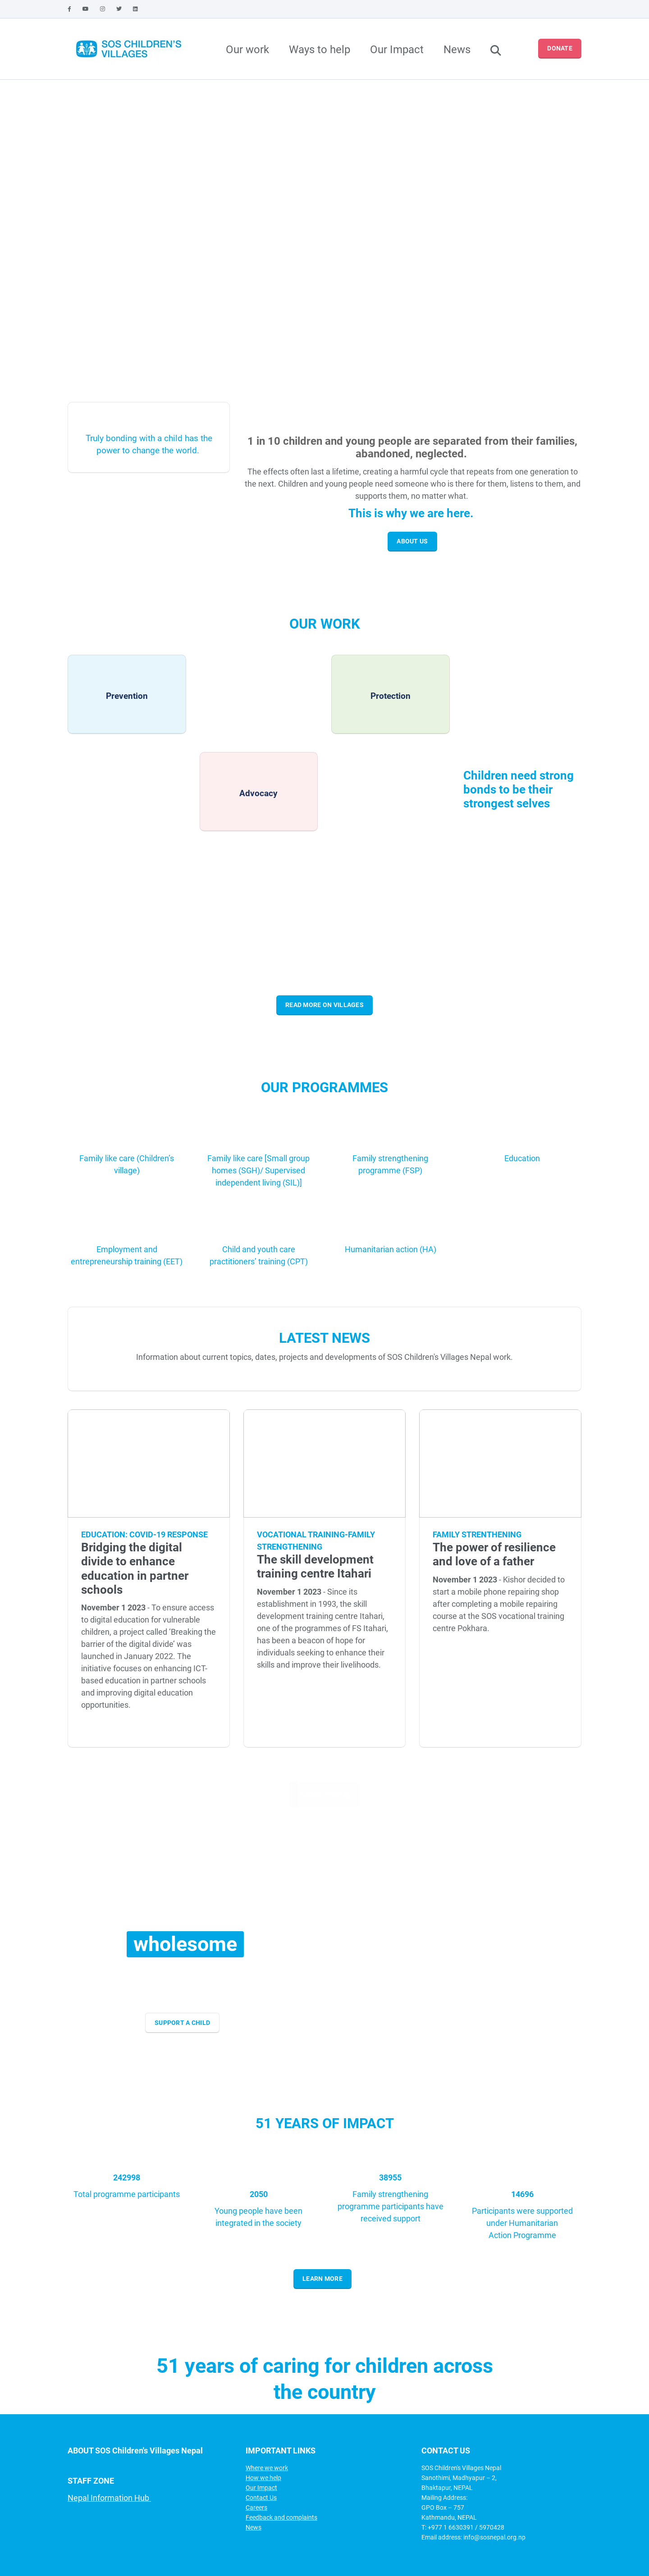 SOS CHILDREN'S
VILLAGES
Our work
Ways to help
Our Impact
News
DONATE
Truly bonding with a child has the
power to change the world.
1 in 10 children and young people are separated from their families,
abandoned, neglected.
The effects often last a lifetime, creating a harmful cycle that repeats from one generation to
the next. Children and young people need someone who is there for them, listens to them, and
supports them, no matter what.
This is why we are here.
ABOUT US
OUR WORK
Prevention
Protection
Advocacy
Children need strong
bonds to be their
strongest selves
READ MORE ON VILLAGES
OUR PROGRAMMES
Family like care (Children's
village)
Family like care [Small group
homes (SGH)/ Supervised
independent living (SIL)]
Family strengthening
programme (FSP)
Education
Employment and
entrepreneurship training (EET)
Child and youth care
practitioners' training (CPT)
Humanitarian action (HA)
LATEST NEWS
Information about current topics, dates, projects and developments of SOS Children's Villages Nepal work.
EDUCATION: COVID-19 RESPONSE
Bridging the digital
divide to enhance
education in partner
schools
November 1 2023 - To ensure access
to digital education for vulnerable
children, a project called 'Breaking the
barrier of the digital divide' was
launched in January 2022. The
initiative focuses on enhancing ICT-
based education in partner schools
and improving digital education
opportunities.
VOCATIONAL TRAINING-FAMILY
STRENGTHENING
The skill development
training centre Itahari
November 1 2023 - Since its
establishment in 1993, the skill
development training centre Itahari,
one of the programmes of FS Itahari,
has been a beacon of hope for
individuals seeking to enhance their
skills and improve their livelihoods.
FAMILY STRENTHENING
The power of resilience
and love of a father
November 1 2023 - Kishor decided to
start a mobile phone repairing shop
after completing a mobile repairing
course at the SOS vocational training
centre Pokhara.
wholesome
SUPPORT A CHILD
51 YEARS OF IMPACT
242998
Total programme participants
2050
Young people have been
integrated in the society
38955
Family strengthening
programme participants have
received support
14696
Participants were supported
under Humanitarian
Action Programme
LEARN MORE
51 years of caring for children across
the country
ABOUT SOS Children's Villages Nepal
STAFF ZONE
Nepal Information Hub
IMPORTANT LINKS
Where we work
How we help
Our impact
Contact Us
Careers
Feedback and complaints
News
CONTACT US
SOS Children's Villages Nepal
Sanothimi, Madhyapur – 2,
Bhaktapur, NEPAL
Mailing Address:
GPO Box – 757
Kathmandu, NEPAL
T: +977 1 6630391 / 5970428
Email address: info@sosnepal.org.np